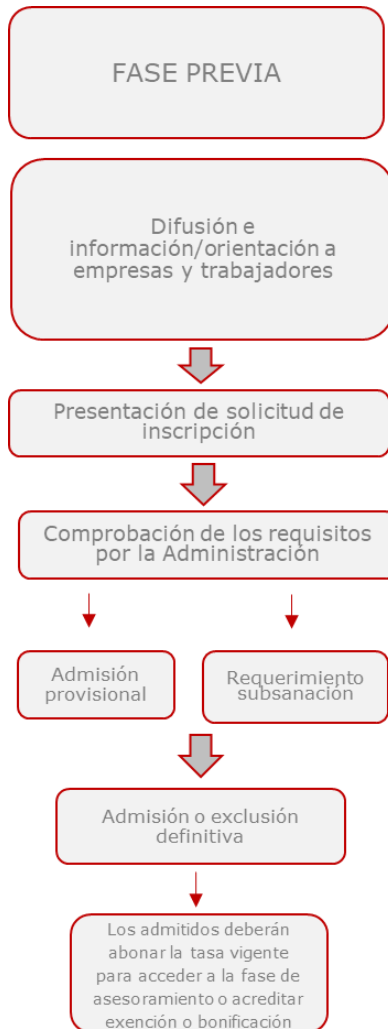 FASE PREVIA
Difusión e
información/orientación a
empresas y trabajadores
Presentación de solicitud de
inscripción
Comprobación de los requisitos
por la Administración
Admisión
provisional
Requerimiento
subsanación
Admisión o exclusión
definitiva
Los admitidos deberán
abonar la tasa vigente
para acceder a la fase de
asesoramiento o acreditar
exención o bonificación